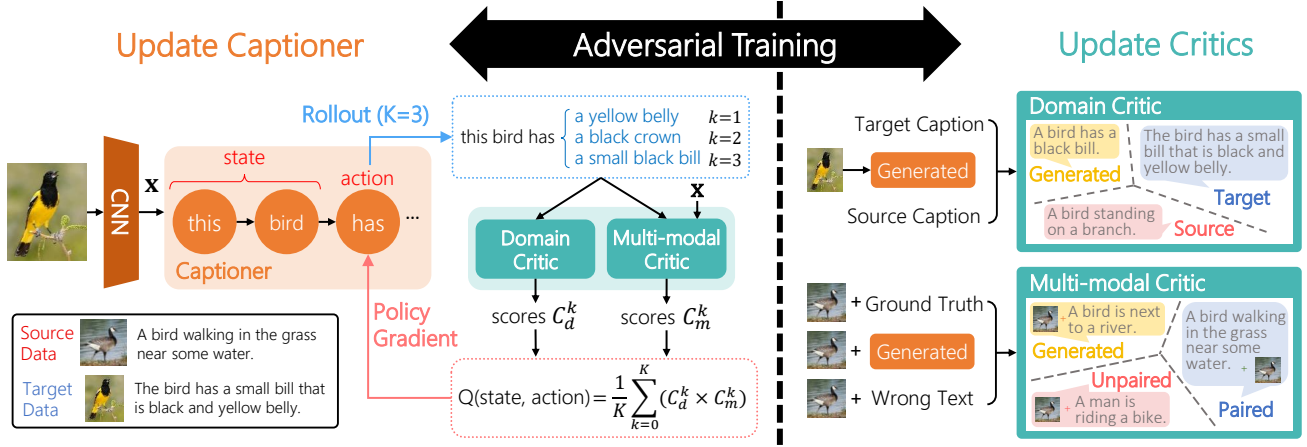 Update Captioner
Adversarial Training
Update Critics
Rollout (K=3)
this bird has
a yellow belly k=1
a black crown k=2
a small black bill k=3
CNN
x
state
action
this
bird
has
...
Captioner
x
Domain
Critic
Multi-modal
Critic
Policy
Gradient
scores C_d^k
scores C_m^k
Q(state, action) = 1/K ∑_{k=0}^{K} (C_d^k × C_m^k)
Source
Data
A bird walking in the grass
near some water.
Target
Data
The bird has a small bill that
is black and yellow belly.
Target Caption
Generated
Source Caption
Domain Critic
A bird has a
black bill.
Generated
The bird has a small
bill that is black and
yellow belly.
Target
A bird standing
on a branch.
Source
+ Ground Truth
+ Generated
+ Wrong Text
Multi-modal Critic
+ A bird is next
to a river.
Generated
A bird walking
in the grass
near some
water.
+
Paired
Unpaired
+ A man is
riding a bike.